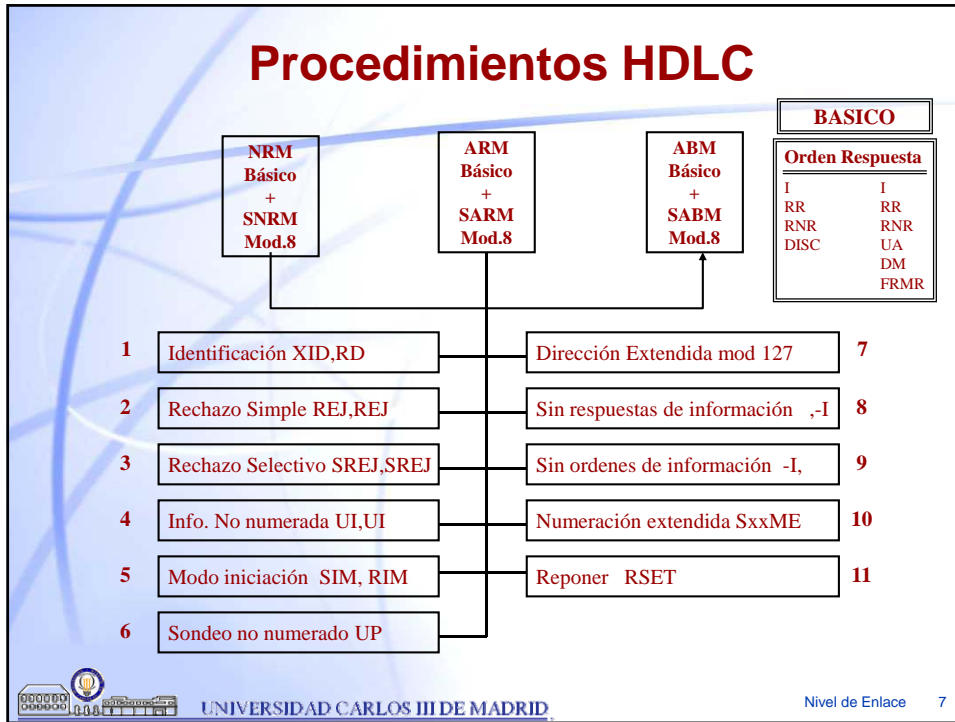 Procedimientos HDLC
NRM
Básico
+
SNRM
Mod.8
ARM
Básico
+
SARM
Mod.8
ABM
Básico
+
SABM
Mod.8
BASICO
Orden Respuesta
I I
RR RR
RNR RNR
DISC UA
DM
FRMR
1 Identificación XID,RD
2 Rechazo Simple REJ,REJ
3 Rechazo Selectivo SREJ,SREJ
4 Info. No numerada UI,UI
5 Modo iniciación SIM, RIM
6 Sondeo no numerado UP
Dirección Extendida mod 127 7
Sin respuestas de información ,-I 8
Sin ordenes de información -I, 9
Numeración extendida SxxME 10
Reponer RSET 11
UNIVERSIDAD CARLOS III DE MADRID
Nivel de Enlace 7